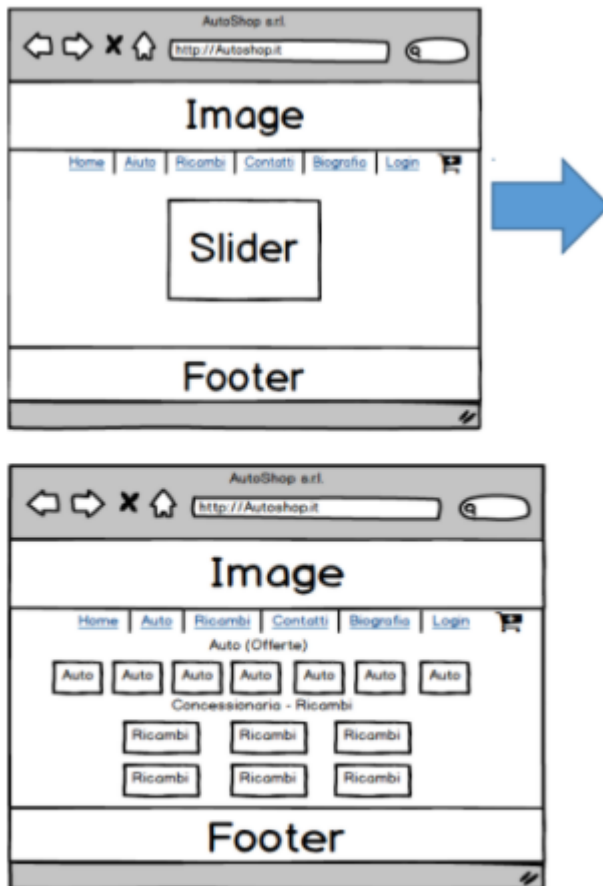 AutoShop s.r.l.
http://Autoshop.it
Image
Home Aiuto Ricambi Contatti Biografia Login
Slider
Footer
AutoShop s.r.l.
http://Autoshop.it
Image
Home Auto Ricambi Contatti Biografia Login
Auto (Offerte)
Auto Auto Auto Auto Auto Auto Auto
Concessionaria - Ricambi
Ricambi Ricambi Ricambi
Ricambi Ricambi Ricambi
Footer